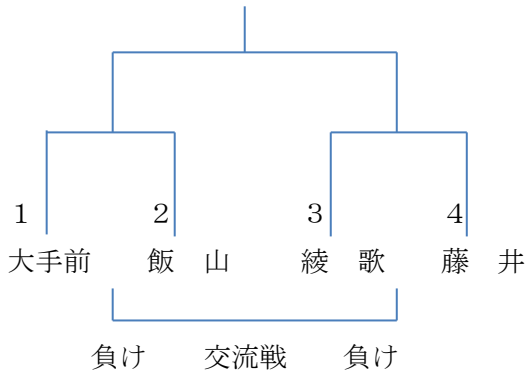 １　２　３　４
大手前　飯　山　綾　歌　藤　井
負け　交流戦　負け